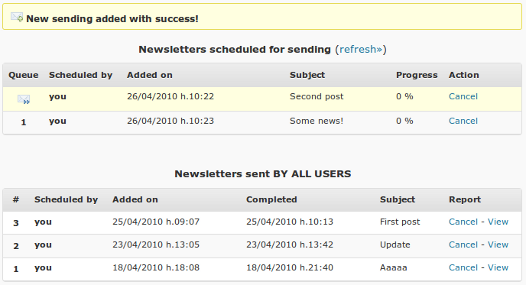 New sending added with success!
Newsletters scheduled for sending (refresh»)
Queue Scheduled by Added on Subject Progress Action
you 26/04/2010 h.10:22 Second post 0 % Cancel
1 you 26/04/2010 h.10:23 Some news! 0 % Cancel
Newsletters sent BY ALL USERS
# Scheduled by Added on Completed Subject Report
3 you 25/04/2010 h.09:07 25/04/2010 h.10:13 First post Cancel - View
2 you 23/04/2010 h.13:05 23/04/2010 h.13:42 Update Cancel - View
1 you 18/04/2010 h.18:08 18/04/2010 h.21:40 Aaaaa Cancel - View